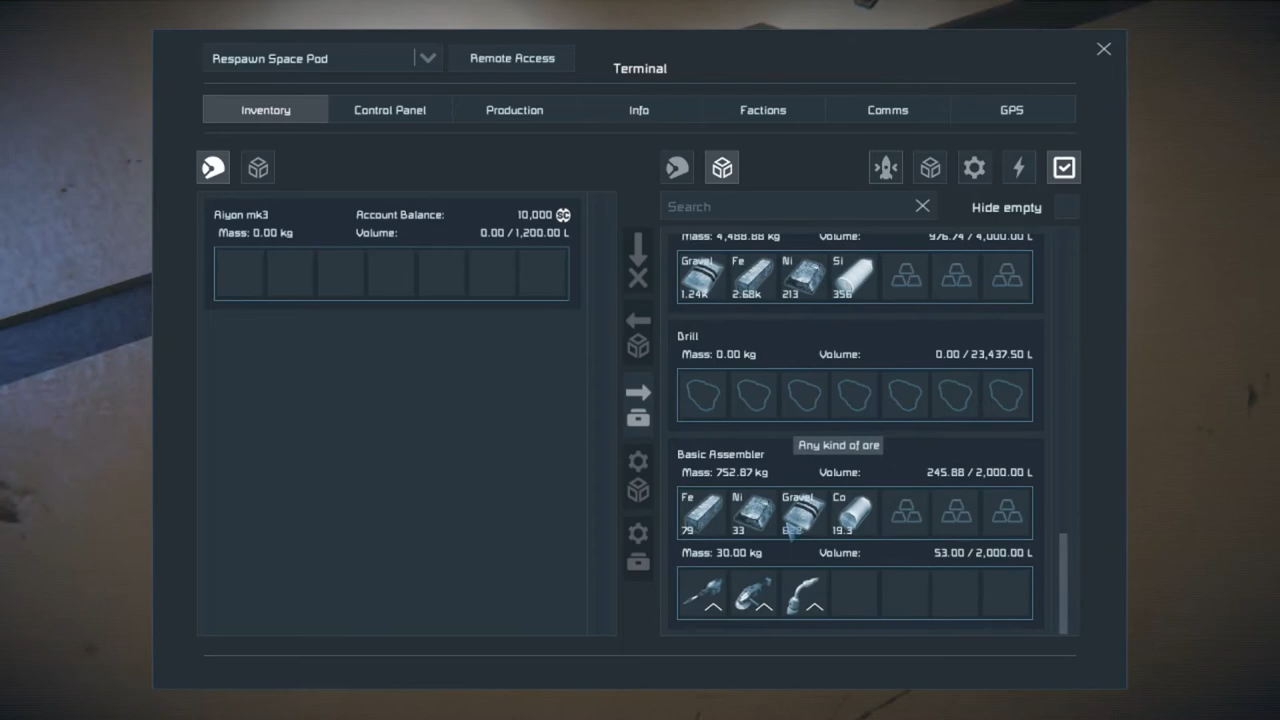 Respawn Space Pod
Remote Access
Terminal
Inventory
Control Panel
Production
Info
Factions
Comms
GPS
Search
Hide empty
Aiyon mk3
Account Balance:
10,000 SC
Mass: 0.00 kg
Volume:
0.00 / 1,200.00 L
Mass: 4,488.88 kg
Volume:
976.74 / 4,000.00 L
Gravel
Fe
Ni
Si
1.24k
2.68k
213
356
Drill
Mass: 0.00 kg
Volume:
0.00 / 23,437.50 L
Any kind of ore
Basic Assembler
Mass: 752.87 kg
Volume:
245.88 / 2,000.00 L
Fe
Ni
Gravel
Co
79
33
19.3
Mass: 30.00 kg
Volume:
53.00 / 2,000.00 L